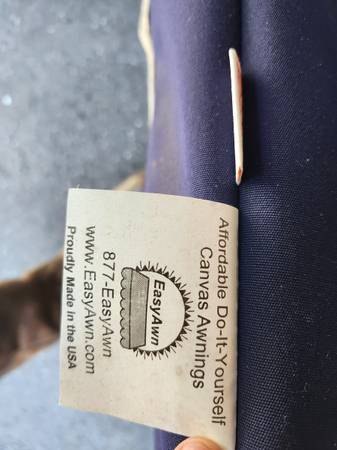 Affordable Do-It-Yourself
Canvas Awnings
EasyAwn
877-EasyAwn
www.EasyAwn.com
Proudly Made in the USA